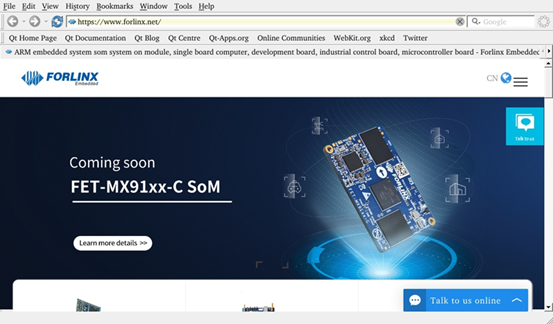 File Edit View History Bookmarks Window Tools Help
https://www.forlinx.net/
Google
Qt Home Page Qt Documentation Qt Blog Qt Centre Qt-Apps.org Online Communities WebKit.org xkcd Twitter
ARM embedded system som system on module, single board computer, development board, industrial control board, microcontroller board - Forlinx Embedded
FORLINX
Embedded
CN
Talk to us
Coming soon
FET-MX91xx-C SoM
Learn more details >>
Talk to us online